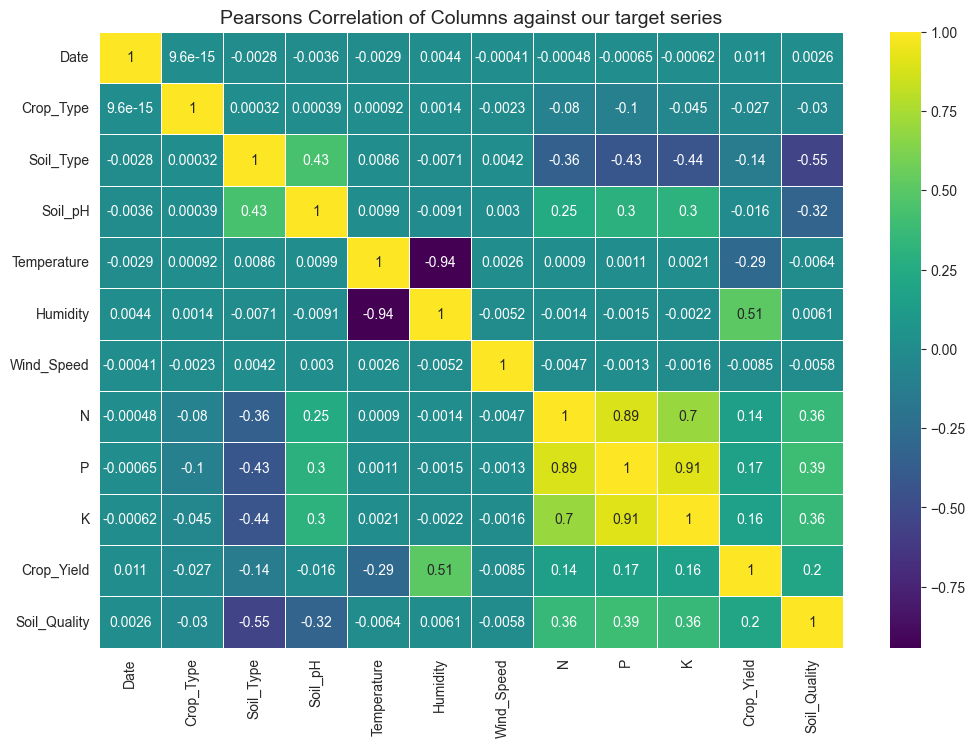 Pearsons Correlation of Columns against our target series
Date 1 9.6e-15 -0.0028 -0.0036 -0.0029 0.0044 -0.00041 -0.00048 -0.00065 -0.00062 0.011 0.0026
Crop_Type 9.6e-15 1 0.00032 0.00039 0.00092 0.0014 -0.0023 -0.08 -0.1 -0.045 -0.027 -0.03
Soil_Type -0.0028 0.00032 1 0.43 0.0086 -0.0071 0.0042 -0.36 -0.43 -0.44 -0.14 -0.55
Soil_pH -0.0036 0.00039 0.43 1 0.0099 -0.0091 0.003 0.25 0.3 0.3 -0.016 -0.32
Temperature -0.0029 0.00092 0.0086 0.0099 1 -0.94 0.0026 0.0009 0.0011 0.0021 -0.29 -0.0064
Humidity 0.0044 0.0014 -0.0071 -0.0091 -0.94 1 -0.0052 -0.0014 -0.0015 -0.0022 0.51 0.0061
Wind_Speed -0.00041 -0.0023 0.0042 0.003 0.0026 -0.0052 1 -0.0047 -0.0013 -0.0016 -0.0085 -0.0058
N -0.00048 -0.08 -0.36 0.25 0.0009 -0.0014 -0.0047 1 0.89 0.7 0.14 0.36
P -0.00065 -0.1 -0.43 0.3 0.0011 -0.0015 -0.0013 0.89 1 0.91 0.17 0.39
K -0.00062 -0.045 -0.44 0.3 0.0021 -0.0022 -0.0016 0.7 0.91 1 0.16 0.36
Crop_Yield 0.011 -0.027 -0.14 -0.016 -0.29 0.51 -0.0085 0.14 0.17 0.16 1 0.2
Soil_Quality 0.0026 -0.03 -0.55 -0.32 -0.0064 0.0061 -0.0058 0.36 0.39 0.36 0.2 1
Date Crop_Type Soil_Type Soil_pH Temperature Humidity Wind_Speed N P K Crop_Yield Soil_Quality
1.00
0.75
0.50
0.25
0.00
-0.25
-0.50
-0.75